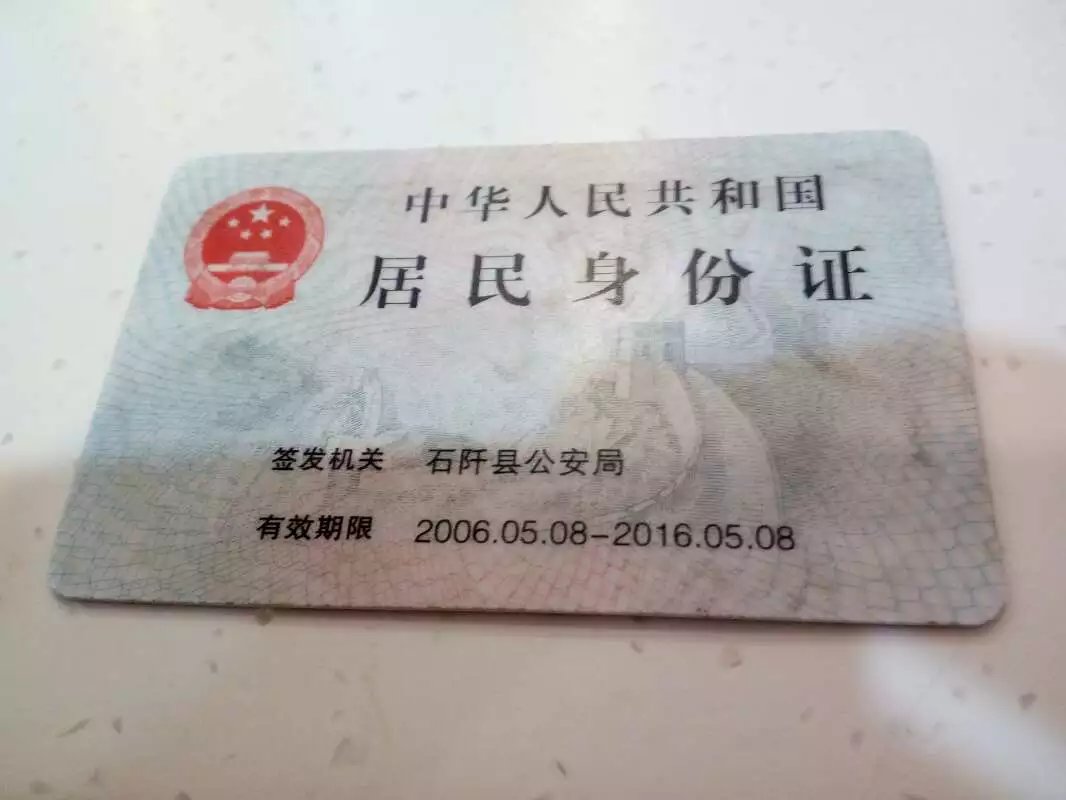 中华人民共和国
居民身份证
签发机关 石阡县公安局
有效期限 2006.05.08-2016.05.08